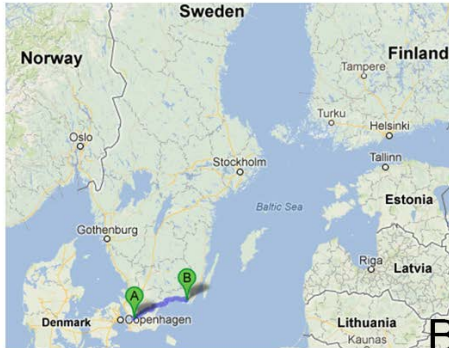 Sweden
Norway
Finland
Tampere
Turku
Oslo
Helsinki
Tallinn
Stockholm
Estonia
Baltic Sea
Gothenburg
Riga
Latvia
B
A
Denmark
Copenhagen
Lithuania
Kaunas